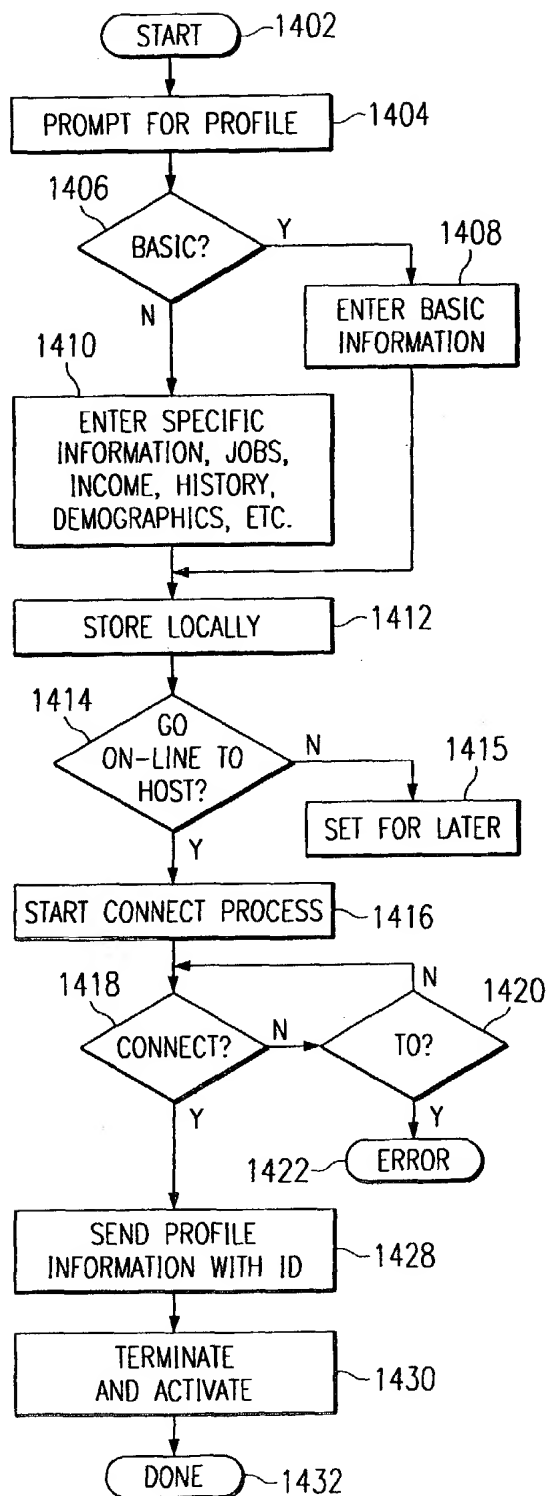 START
1402
PROMPT FOR PROFILE
1404
1406
BASIC?
Y
N
1408
ENTER BASIC
INFORMATION
1410
ENTER SPECIFIC
INFORMATION, JOBS,
INCOME, HISTORY,
DEMOGRAPHICS, ETC.
STORE LOCALLY
1412
1414
GO
ON-LINE TO
HOST?
N
Y
1415
SET FOR LATER
START CONNECT PROCESS
1416
1418
CONNECT?
N
Y
N
1420
TO?
Y
1422
ERROR
SEND PROFILE
INFORMATION WITH ID
1428
TERMINATE
AND ACTIVATE
1430
DONE
1432